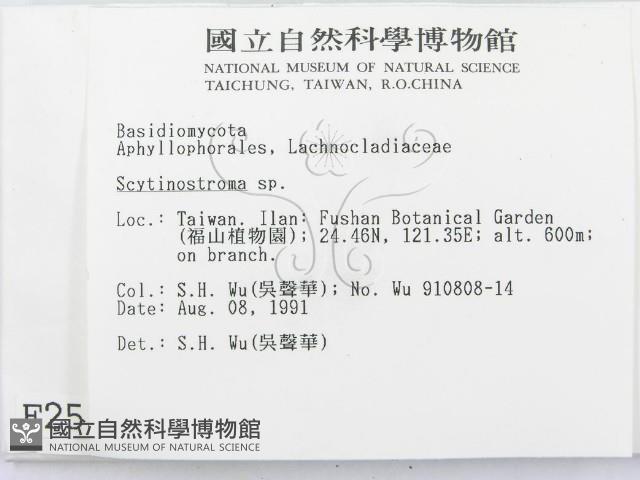 國立自然科學博物館
NATIONAL MUSEUM OF NATURAL SCIENCE
TAICHUNG, TAIWAN, R.O.CHINA
Basidiomycota
Aphyllophorales, Lachnocladiaceae
Scytinostroma sp.
Loc.: Taiwan. Ilan: Fushan Botanical Garden
(福山植物園); 24.46N, 121.35E; alt. 600m;
on branch.
Col.: S.H. Wu(吳聲華); No. Wu 910808-14
Date: Aug. 08, 1991
Det.: S.H. Wu(吳聲華)
F25
國立自然科學博物館
NATIONAL MUSEUM OF NATURAL SCIENCE